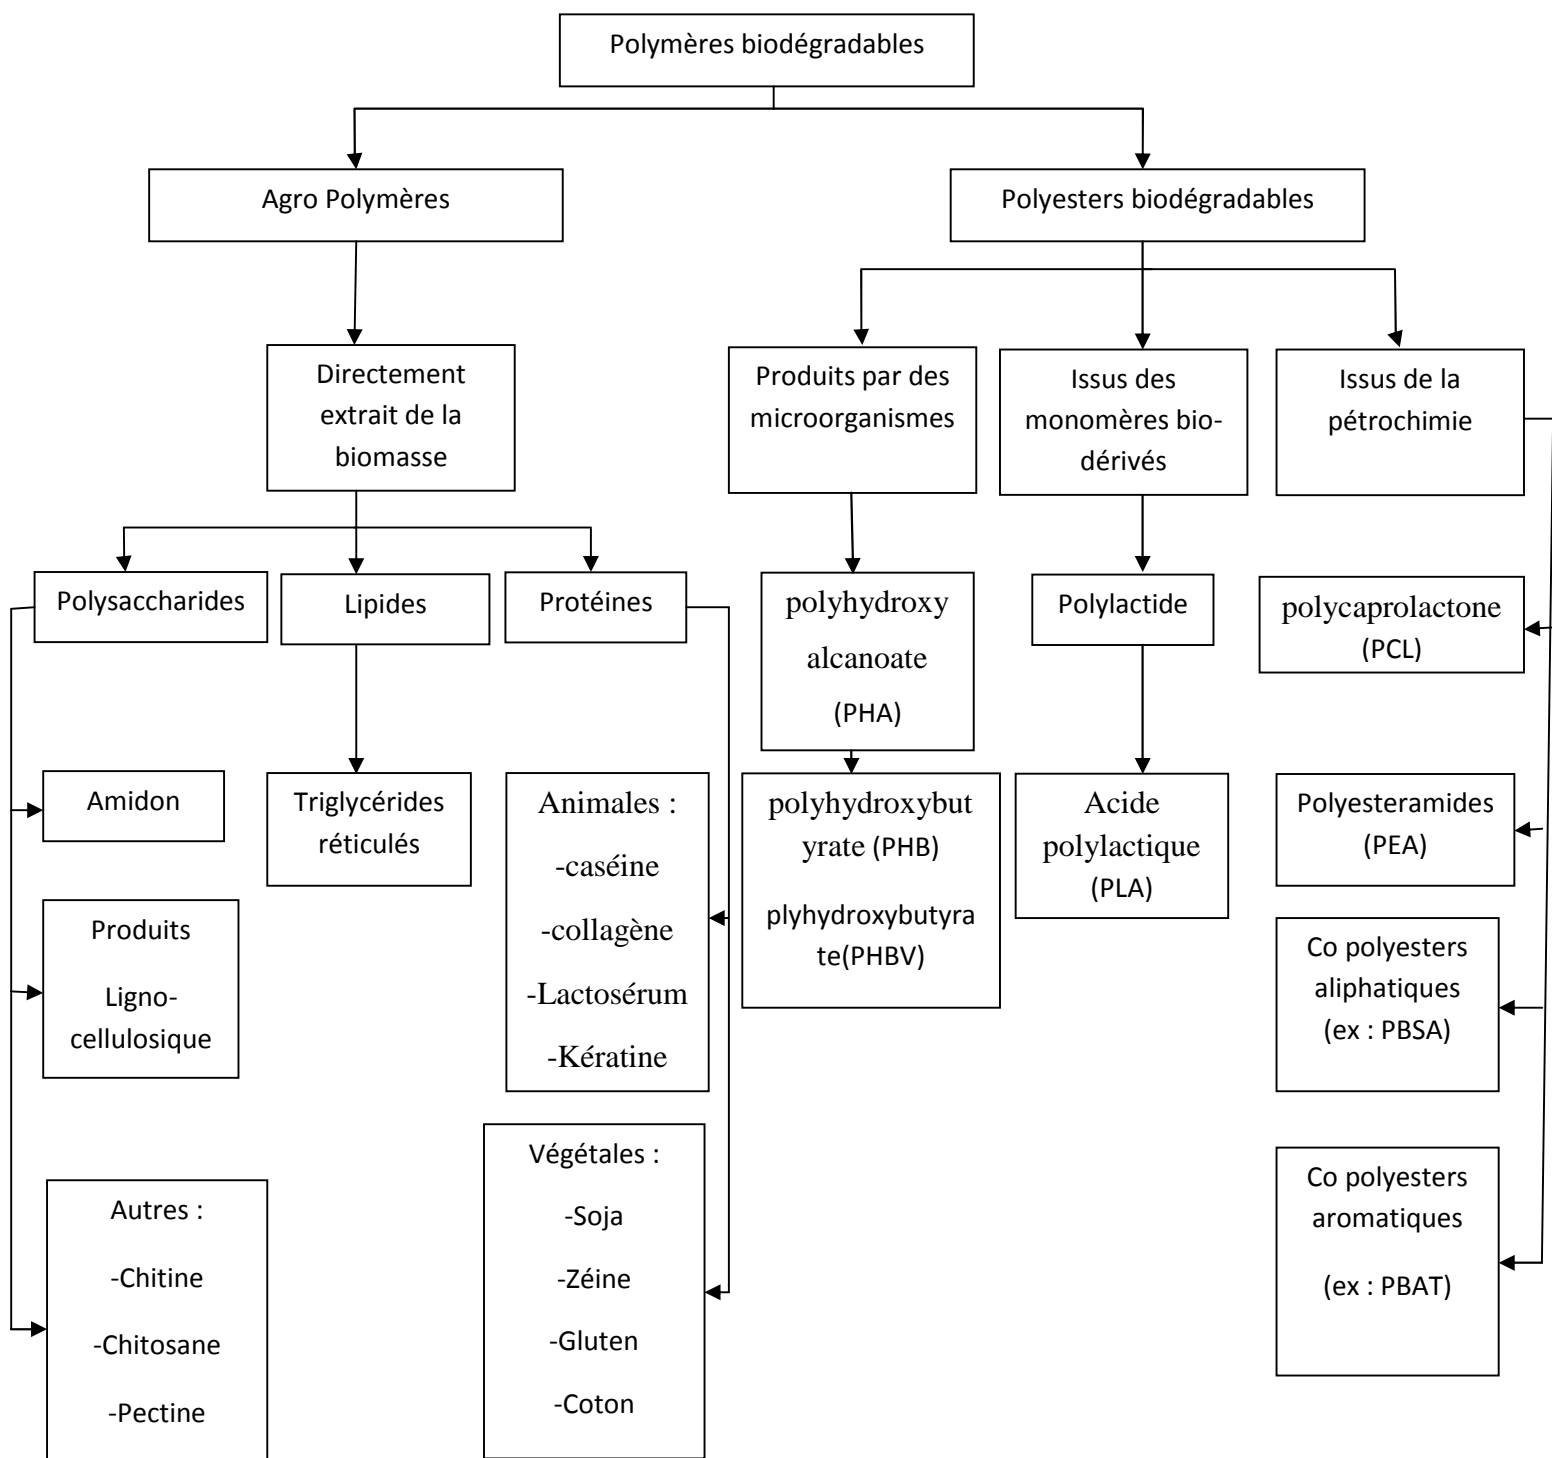 Polymères biodégradables
Agro Polymères
Polyesters biodégradables
Directement
extrait de la
biomasse
Produits par des
microorganismes
Issus des
monomères bio-
dérivés
Issus de la
pétrochimie
Polysaccharides
Lipides
Protéines
polyhydroxy
alcanoate
(PHA)
Polylactide
polycaprolactone
(PCL)
Amidon
Triglycérides
réticulés
Animales :
-caséine
-collagène
-Lactosérum
-Kératine
polyhydroxybut
yrate (PHB)
plyhydroxybutyra
te(PHBV)
Acide
polylactique
(PLA)
Polyesteramides
(PEA)
Produits
Ligno-
cellulosique
Co polyesters
aliphatiques
(ex : PBSA)
Autres :
-Chitine
-Chitosane
-Pectine
Végétales :
-Soja
-Zéine
-Gluten
-Coton
Co polyesters
aromatiques
(ex : PBAT)